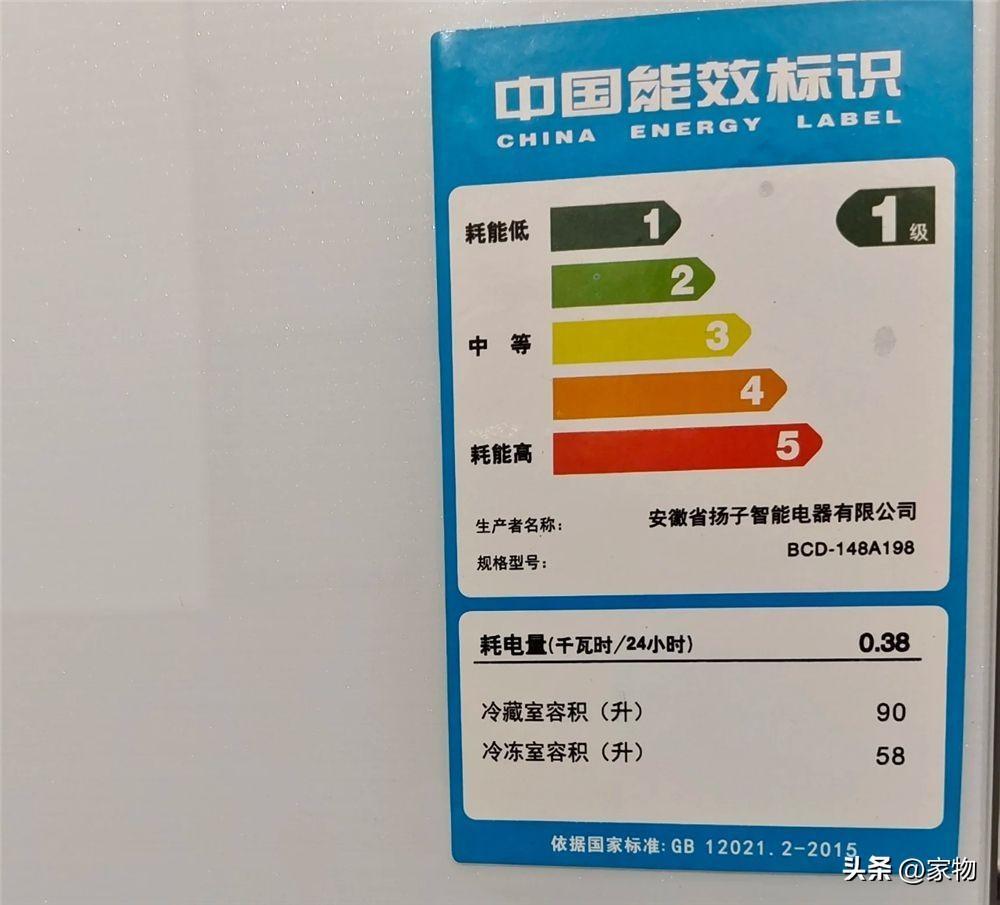 中国能效标识
CHINA ENERGY LABEL
耗能低 1 1级
2
中等 3
4
耗能高 5
生产者名称: 安徽省扬子智能电器有限公司
规格型号: BCD-148A198
耗电量(千瓦时/24小时) 0.38
冷藏室容积(升) 90
冷冻室容积(升) 58
依据国家标准:GB 12021.2-2015
头条 @家物